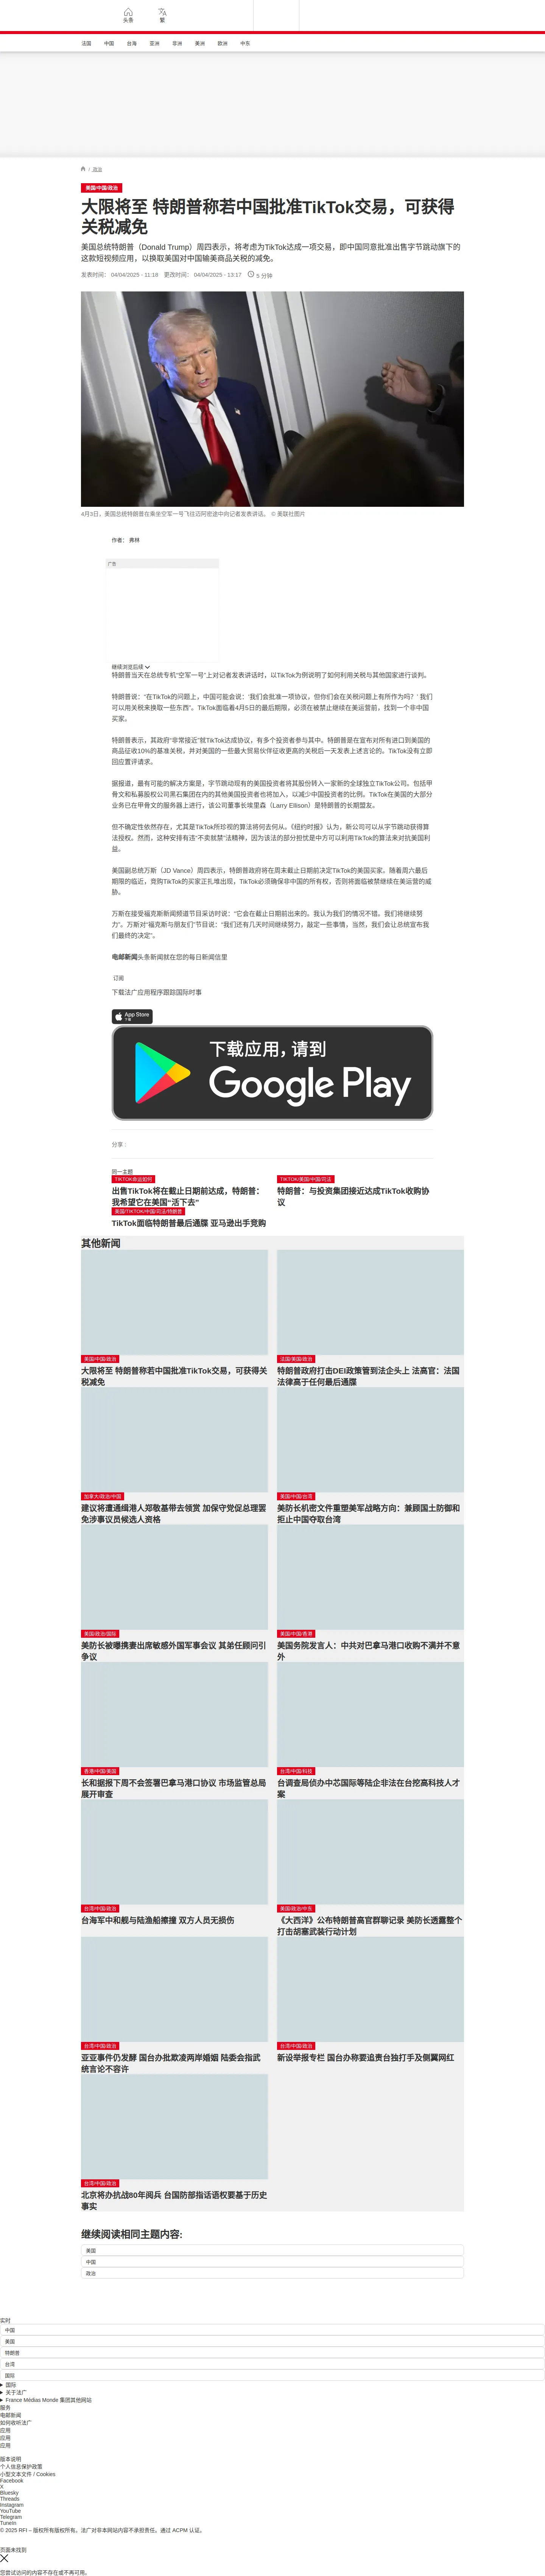 头条
繁
法国 中国 台海 亚洲 非洲 美洲 欧洲 中东
/ 政治
美国/中国/政治
大限将至 特朗普称若中国批准TikTok交易，可获得
关税减免
美国总统特朗普（Donald Trump）周四表示，将考虑为TikTok达成一项交易，即中国同意批准出售字节跳动旗下的
这款短视频应用，以换取美国对中国输美商品关税的减免。
发表时间： 04/04/2025 - 11:18 更改时间： 04/04/2025 - 13:17 5 分钟
4月3日，美国总统特朗普在乘坐空军一号飞往迈阿密途中向记者发表讲话。 © 美联社图片
作者： 弗林
广告
继续浏览后续
特朗普当天在总统专机“空军一号”上对记者发表讲话时，以TikTok为例说明了如何利用关税与其他国家进行谈判。
特朗普说：“在TikTok的问题上，中国可能会说：‘我们会批准一项协议，但你们会在关税问题上有所作为吗？’ 我们
可以用关税来换取一些东西”。TikTok面临着4月5日的最后期限，必须在被禁止继续在美运营前，找到一个非中国
买家。
特朗普表示，其政府“非常接近”就TikTok达成协议，有多个投资者参与其中。特朗普是在宣布对所有进口到美国的
商品征收10%的基准关税，并对美国的一些最大贸易伙伴征收更高的关税后一天发表上述言论的。TikTok没有立即
回应置评请求。
据报道，最有可能的解决方案是，字节跳动现有的美国投资者将其股份转入一家新的全球独立TikTok公司。包括甲
骨文和私募股权公司黑石集团在内的其他美国投资者也将加入，以减少中国投资者的比例。TikTok在美国的大部分
业务已在甲骨文的服务器上进行，该公司董事长埃里森（Larry Ellison）是特朗普的长期盟友。
但不确定性依然存在，尤其是TikTok所珍视的算法将何去何从。《纽约时报》认为，新公司可以从字节跳动获得算
法授权。然而，这种安排有违“不卖就禁”法精神，因为该法的部分担忧是中方可以利用TikTok的算法来对抗美国利
益。
美国副总统万斯（JD Vance）周四表示，特朗普政府将在周末截止日期前决定TikTok的美国买家。随着周六最后
期限的临近，竞购TikTok的买家正扎堆出现，TikTok必须确保非中国的所有权，否则将面临被禁继续在美运营的威
胁。
万斯在接受福克斯新闻频道节目采访时说：“它会在截止日期前出来的。我认为我们的情况不错。我们将继续努
力”。万斯对“福克斯与朋友们”节目说：“我们还有几天时间继续努力，敲定一些事情，当然，我们会让总统宣布我
们最终的决定”。
电邮新闻头条新闻就在您的每日新闻信里
订阅
下载法广应用程序跟踪国际时事
App Store
下载
下载应用，请到
Google Play
分享 :
同一主题
TIKTOK命运如何
出售TikTok将在截止日期前达成，特朗普：
我希望它在美国“活下去”
TIKTOK/美国/中国/司法
特朗普：与投资集团接近达成TikTok收购协
议
美国/TIKTOK/中国/司法/特朗普
TikTok面临特朗普最后通牒 亚马逊出手竞购
其他新闻
美国/中国/政治
大限将至 特朗普称若中国批准TikTok交易，可获得关
税减免
法国/美国/政治
特朗普政府打击DEI政策管到法企头上 法高官：法国
法律高于任何最后通牒
加拿大/政治/中国
建议将遭通缉港人郑敬基带去领赏 加保守党促总理罢
免涉事议员候选人资格
美国/中国/台湾
美防长机密文件重塑美军战略方向：兼顾国土防御和
拒止中国夺取台湾
美国/政治/国际
美防长被曝携妻出席敏感外国军事会议 其弟任顾问引
争议
美国/中国/香港
美国务院发言人：中共对巴拿马港口收购不满并不意
外
香港/中国/美国
长和据报下周不会签署巴拿马港口协议 市场监管总局
展开审查
台湾/中国/科技
台调查局侦办中芯国际等陆企非法在台挖高科技人才
案
台湾/中国/政治
台海军中和舰与陆渔船擦撞 双方人员无损伤
美国/政治/中东
《大西洋》公布特朗普高官群聊记录 美防长透露整个
打击胡塞武装行动计划
台湾/中国/政治
亚亚事件仍发酵 国台办批欺凌两岸婚姻 陆委会指武
统言论不容许
台湾/中国/政治
新设举报专栏 国台办称要追责台独打手及侧翼网红
台湾/中国/政治
北京将办抗战80年阅兵 台国防部指话语权要基于历史
事实
继续阅读相同主题内容:
美国
中国
政治
实时
中国
美国
特朗普
台湾
国际
国际
关于法广
France Médias Monde 集团其他网站
服务
电邮新闻
如何收听法广
应用
应用
应用
版本说明
个人信息保护政策
小型文本文件 / Cookies
Facebook
X
Bluesky
Threads
Instagram
YouTube
Telegram
TuneIn
© 2025 RFI – 版权所有版权所有。法广对非本网站内容不承担责任。通过 ACPM 认证。
页面未找到
您尝试访问的内容不存在或不再可用。